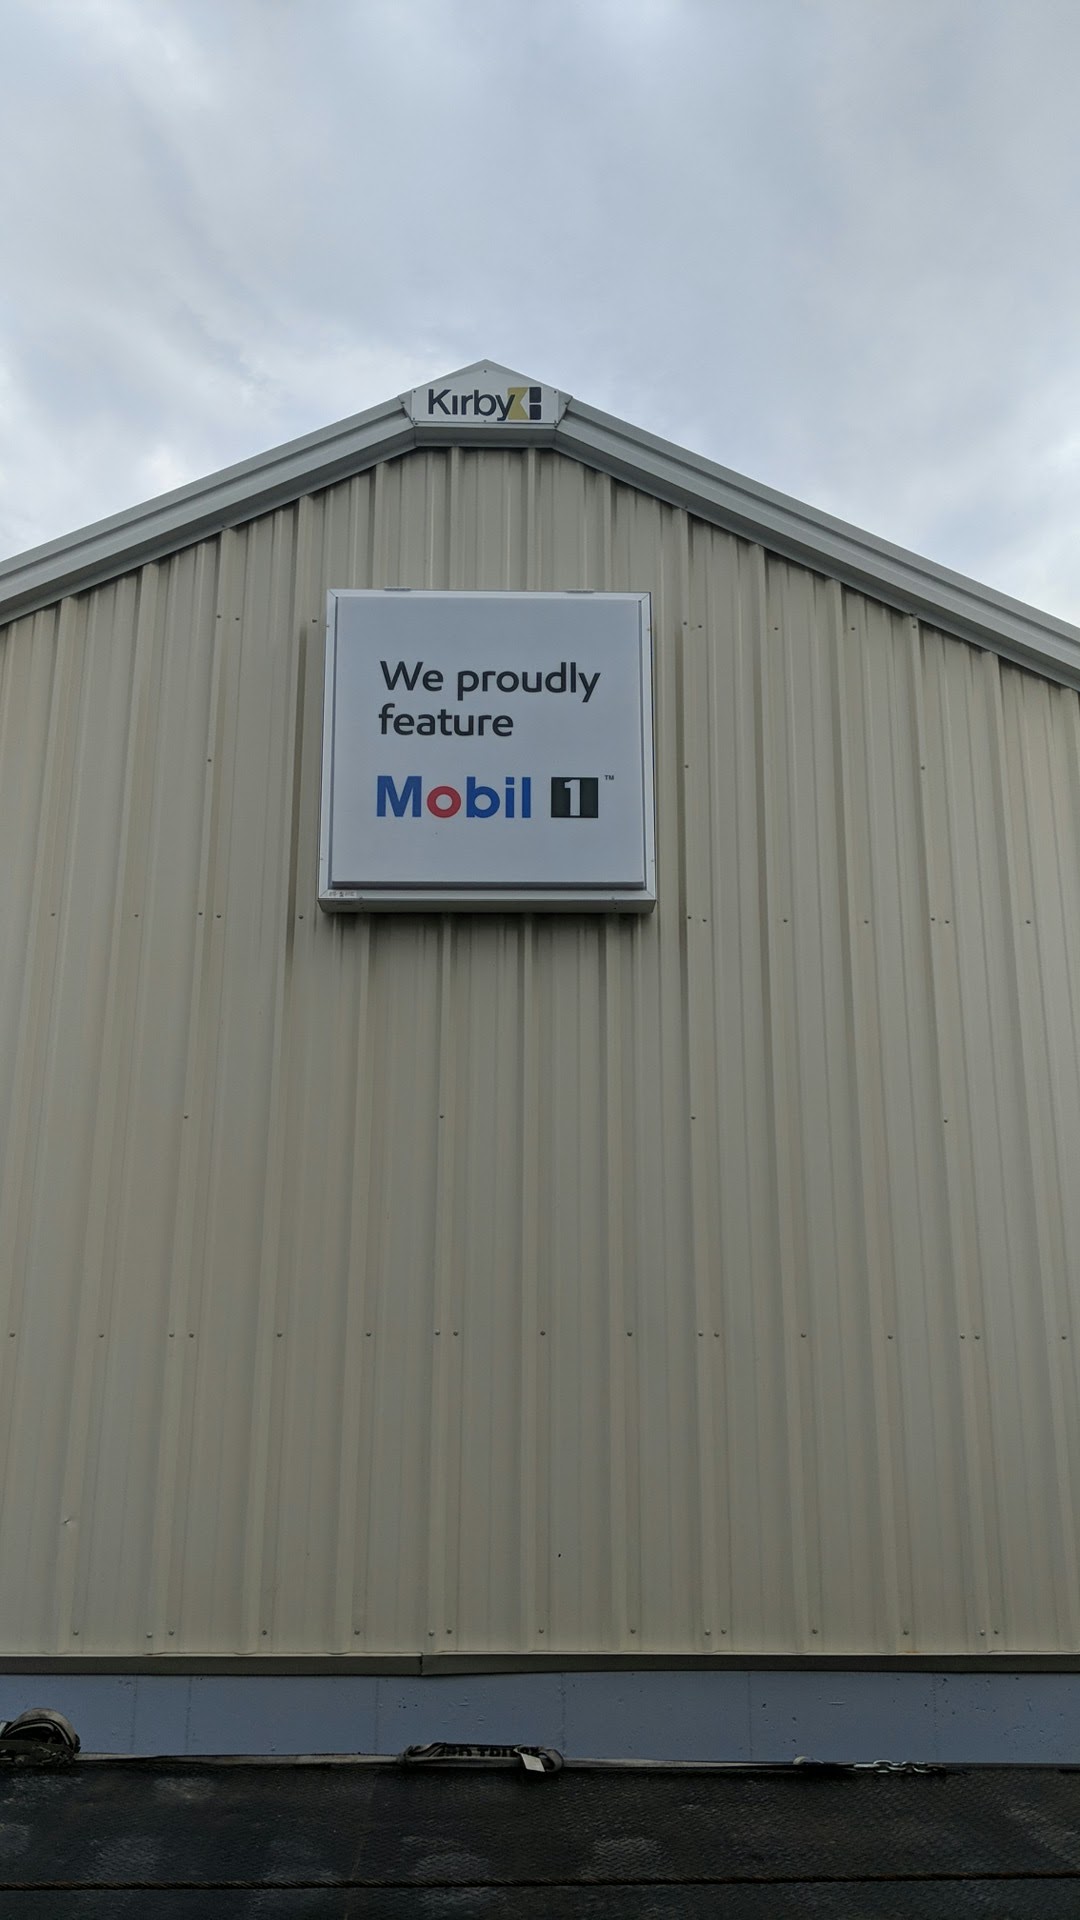 Kirby
We proudly
feature
Mobil 1™